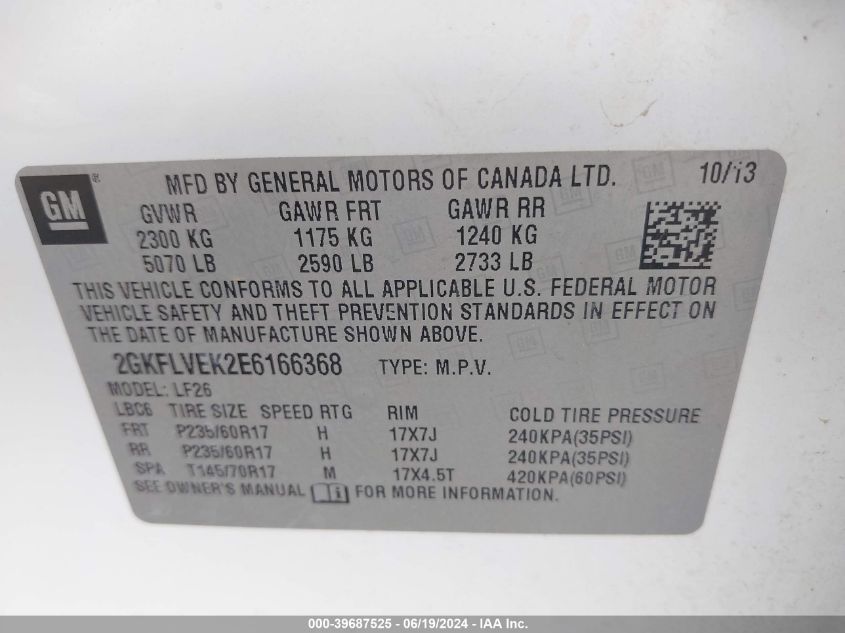 GM ®
MFD BY GENERAL MOTORS OF CANADA LTD. 10/13
GVWR GAWR FRT GAWR RR
2300 KG 1175 KG 1240 KG
5070 LB 2590 LB 2733 LB
THIS VEHICLE CONFORMS TO ALL APPLICABLE U.S. FEDERAL MOTOR
VEHICLE SAFETY AND THEFT PREVENTION STANDARDS IN EFFECT ON
THE DATE OF MANUFACTURE SHOWN ABOVE.
2GKFLVEK2E6166368 TYPE: M.P.V.
MODEL: LF26
LBC6 TIRE SIZE SPEED RTG RIM COLD TIRE PRESSURE
FRT P235/60R17 H 17X7J 240KPA(35PSI)
RR P235/60R17 H 17X7J 240KPA(35PSI)
SPA T145/70R17 M 17X4.5T 420KPA(60PSI)
SEE OWNER'S MANUAL i FOR MORE INFORMATION.
000-39687525 - 06/19/2024 - IAA Inc.